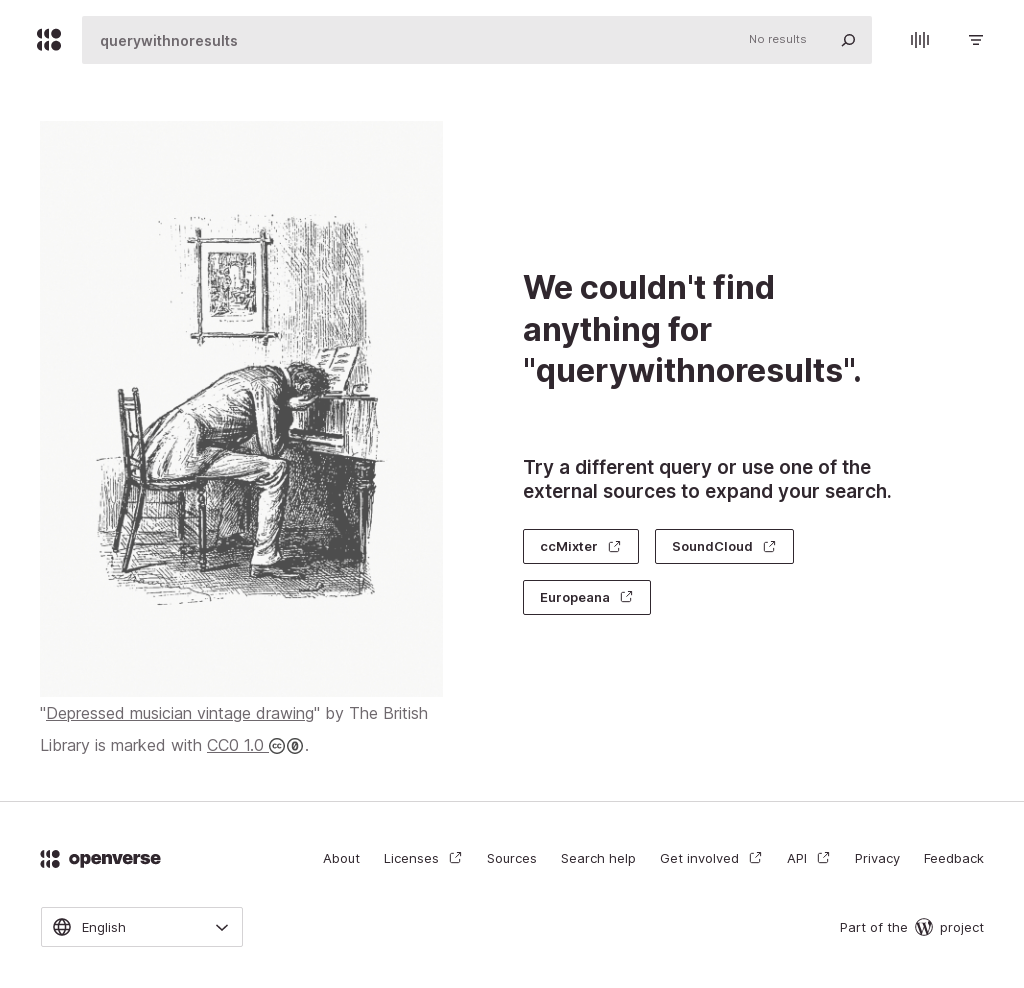 querywithnoresults
No results
We couldn't find
anything for
"querywithnoresults".
Try a different query or use one of the
external sources to expand your search.
ccMixter
SoundCloud
Europeana
"Depressed musician vintage drawing" by The British
Library is marked with CC0 1.0 .
openverse
About
Licenses
Sources
Search help
Get involved
API
Privacy
Feedback
English
Part of the
project